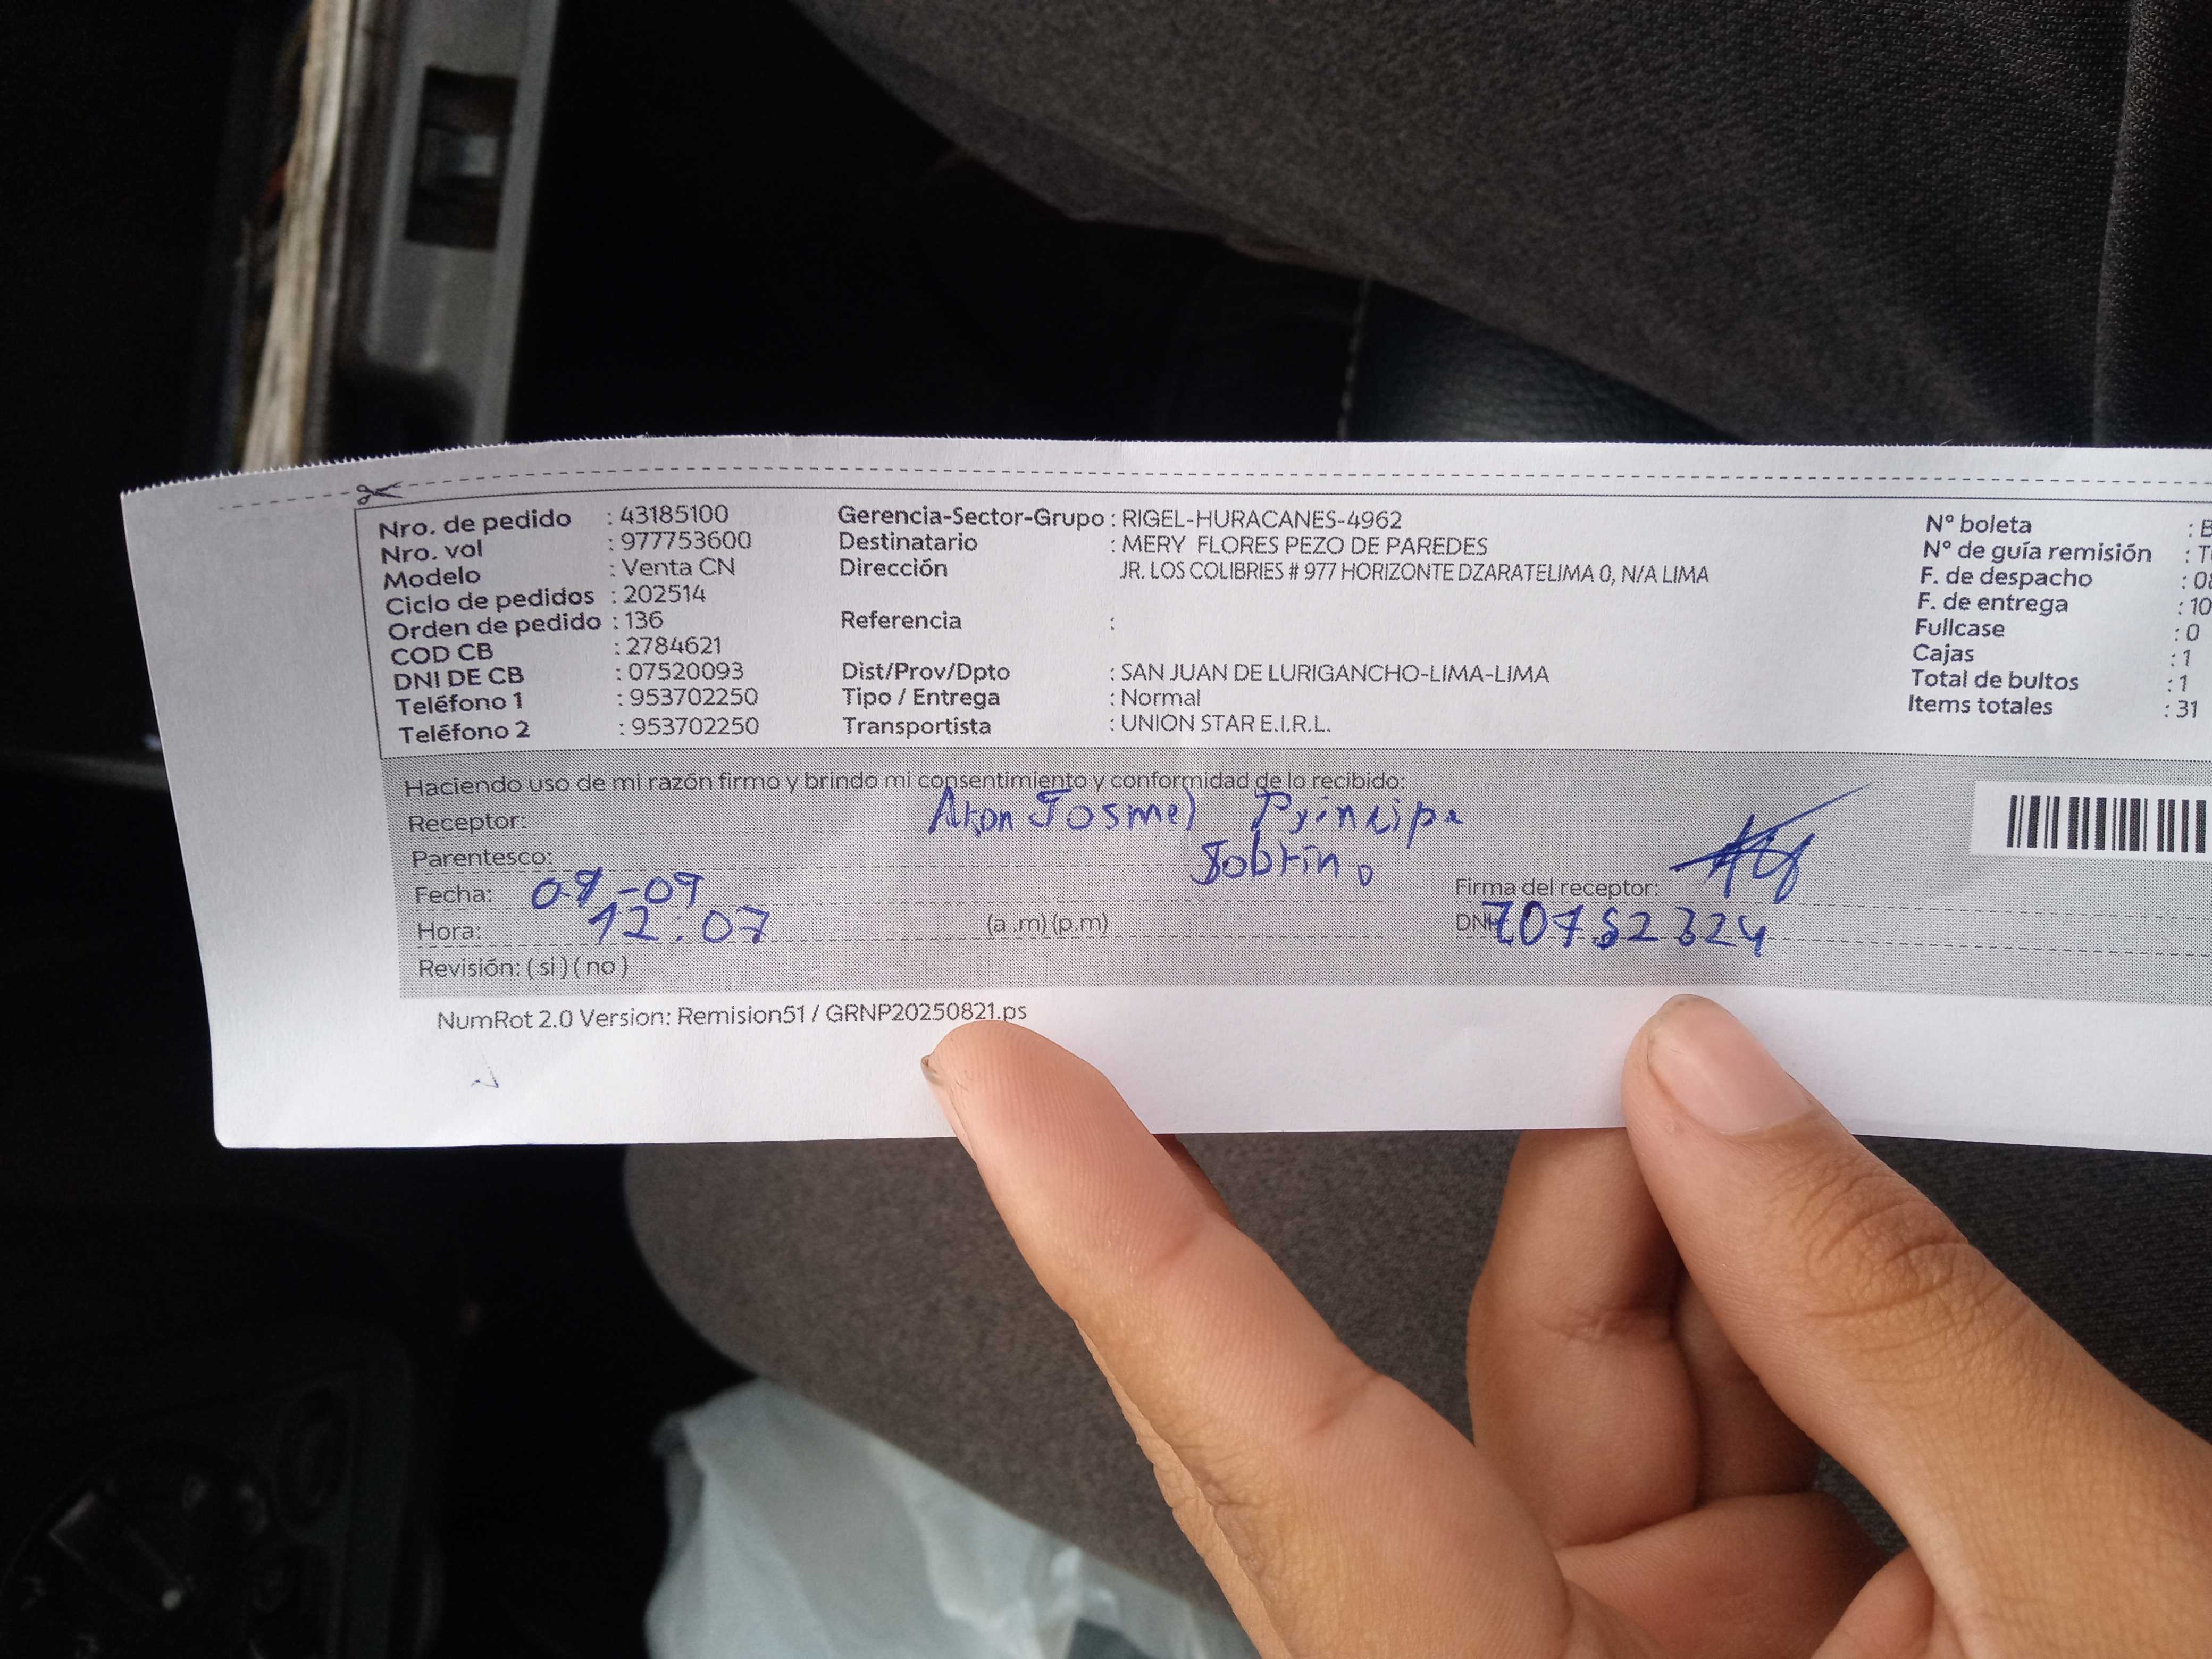 Nro. de pedido : 43185100
Nro. vol : 977753600
Modelo : Venta CN
Ciclo de pedidos : 202514
Orden de pedido : 136
COD CB : 2784621
DNI DE CB : 07520093
Teléfono 1 : 953702250
Teléfono 2 : 953702250
Gerencia-Sector-Grupo : RIGEL-HURACANES-4962
Destinatario : MERY FLORES PEZO DE PAREDES
Dirección JR. LOS COLIBRIES # 977 HORIZONTE DZARATELIMA 0, N/A LIMA
Referencia :
Dist/Prov/Dpto : SAN JUAN DE LURIGANCHO-LIMA-LIMA
Tipo / Entrega : Normal
Transportista : UNION STAR E.I.R.L.
N° boleta : B
N° de guía remisión : T
F. de despacho : 0
F. de entrega : 10
Fullcase : 0
Cajas : 1
Total de bultos : 1
Items totales : 31
Haciendo uso de mi razón firmo y brindo mi consentimiento y conformidad de lo recibido:
Receptor: Josmel Principe
Parentesco: Sobrino
Fecha: 09-09
Hora: 12:07 (a .m) (p.m)
Revisión: ( si ) ( no )
Firma del receptor:
DNI: 70752324
NumRot 2.0 Version: Remision51 / GRNP20250821.ps